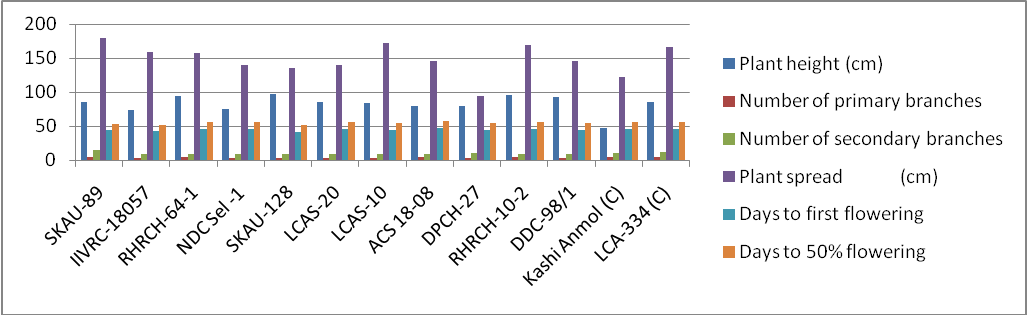 200
150
100
50
0
SKAU-89
IIVRC-18057
RHRCH-64-1
NDCSel -1
SKAU-128
LCAS-20
LCAS-10
ACS 18-08
DPCH-27
RHRCH-10-2
DDC-98/1
Kashi Anmol (C)
LCA-334 (C)
Plant height (cm)
Number of primary branches
Number of secondary branches
Plant spread (cm)
Days to first flowering
Days to 50% flowering